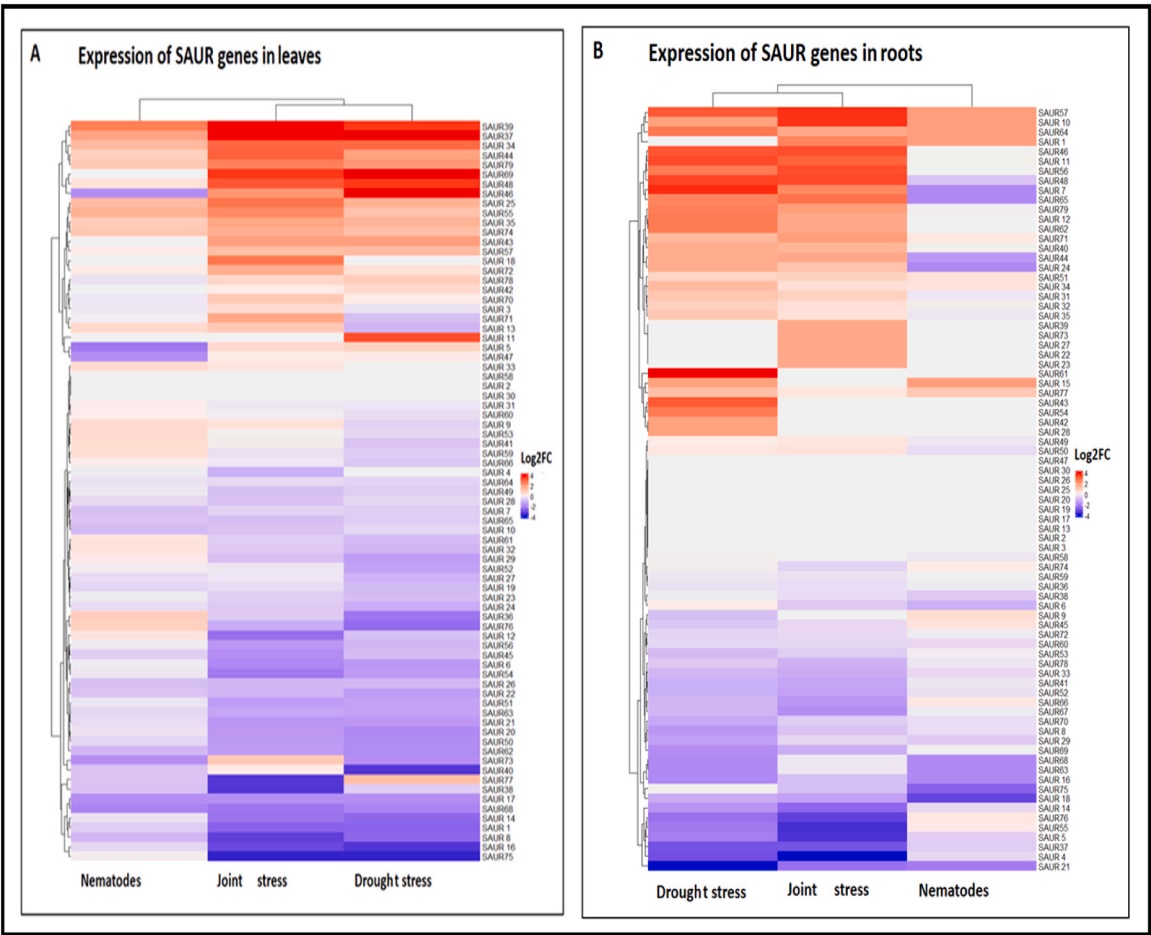 A Expression of SAUR genes in leaves
SAUR39
SAUR37
SAUR 34
SAUR44
SAUR79
SAUR69
SAUR48
SAUR46
SAUR 25
SAUR55
SAUR 35
SAUR74
SAUR43
SAUR57
SAUR 18
SAUR72
SAUR78
SAUR42
SAUR70
SAUR 3
SAUR71
SAUR 13
SAUR 11
SAUR 5
SAUR47
SAUR 33
SAUR58
SAUR 2
SAUR 30
SAUR 31
SAUR60
SAUR 9
SAUR53
SAUR41
SAUR59
SAUR66
SAUR 4
SAUR64
SAUR49
SAUR 28
SAUR 7
SAUR65
SAUR 10
SAUR61
SAUR 32
SAUR 29
SAUR52
SAUR 27
SAUR 19
SAUR 23
SAUR 24
SAUR36
SAUR76
SAUR 12
SAUR56
SAUR45
SAUR 6
SAUR54
SAUR 26
SAUR 22
SAUR51
SAUR63
SAUR 21
SAUR 20
SAUR50
SAUR62
SAUR73
SAUR40
SAUR77
SAUR38
SAUR 17
SAUR68
SAUR 14
SAUR 1
SAUR 8
SAUR 16
SAUR75
Log2FC
4
2
0
-2
-4
Nematodes Joint stress Drought stress
B Expression of SAUR genes in roots
SAUR57
SAUR 10
SAUR64
SAUR 1
SAUR46
SAUR 11
SAUR56
SAUR48
SAUR 7
SAUR65
SAUR79
SAUR 12
SAUR62
SAUR71
SAUR40
SAUR44
SAUR 24
SAUR51
SAUR 34
SAUR 31
SAUR 32
SAUR 35
SAUR39
SAUR73
SAUR 27
SAUR 22
SAUR 23
SAUR61
SAUR 15
SAUR77
SAUR43
SAUR54
SAUR42
SAUR 28
SAUR49
SAUR50
SAUR47
SAUR 30
SAUR 26
SAUR 25
SAUR 20
SAUR 19
SAUR 17
SAUR 13
SAUR 2
SAUR 3
SAUR58
SAUR74
SAUR59
SAUR36
SAUR38
SAUR 6
SAUR 9
SAUR45
SAUR72
SAUR60
SAUR53
SAUR78
SAUR 33
SAUR41
SAUR52
SAUR66
SAUR67
SAUR70
SAUR 8
SAUR 29
SAUR69
SAUR68
SAUR63
SAUR 16
SAUR75
SAUR 18
SAUR 14
SAUR76
SAUR55
SAUR 5
SAUR37
SAUR 4
SAUR 21
Log2FC
4
2
0
-2
-4
Drought stress Joint stress Nematodes